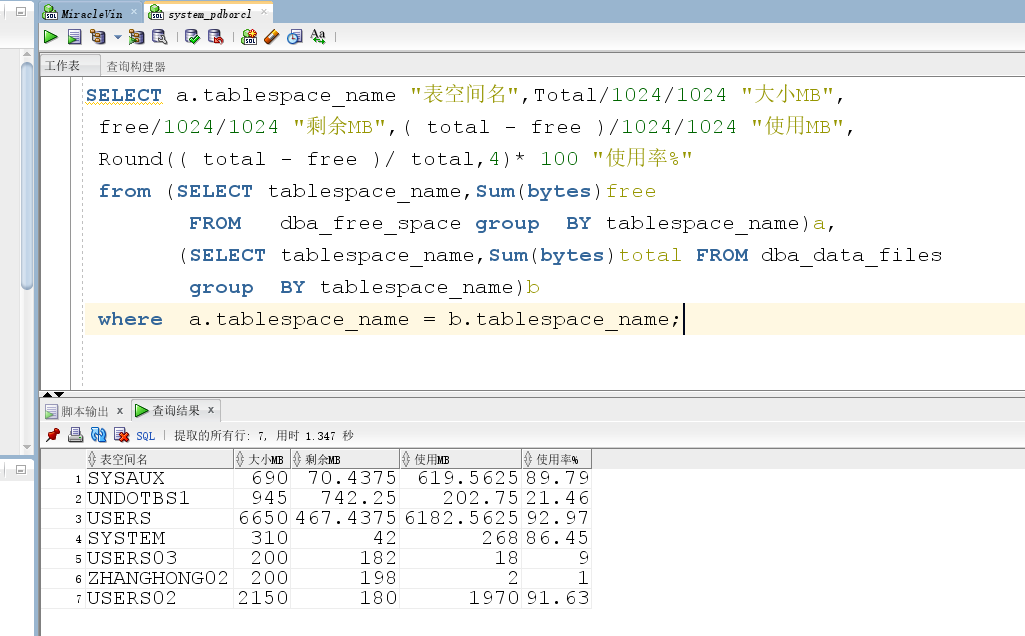 MiracleVin × system_pdborcl ×
工作表 查询构建器
SELECT a.tablespace_name "表空间名",Total/1024/1024 "大小MB",
free/1024/1024 "剩余MB",( total - free )/1024/1024 "使用MB",
Round(( total - free )/ total,4)* 100 "使用率%"
from (SELECT tablespace_name,Sum(bytes)free
FROM dba_free_space group BY tablespace_name)a,
(SELECT tablespace_name,Sum(bytes)total FROM dba_data_files
group BY tablespace_name)b
where a.tablespace_name = b.tablespace_name;
脚本输出 × 查询结果 ×
SQL | 提取的所有行: 7, 用时 1.347 秒
表空间名 大小MB 剩余MB 使用MB 使用率%
1 SYSAUX 690 70.4375 619.5625 89.79
2 UNDOTBS1 945 742.25 202.75 21.46
3 USERS 6650 467.4375 6182.5625 92.97
4 SYSTEM 310 42 268 86.45
5 USERS03 200 182 18 9
6 ZHANGHONG02 200 198 2 1
7 USERS02 2150 180 1970 91.63